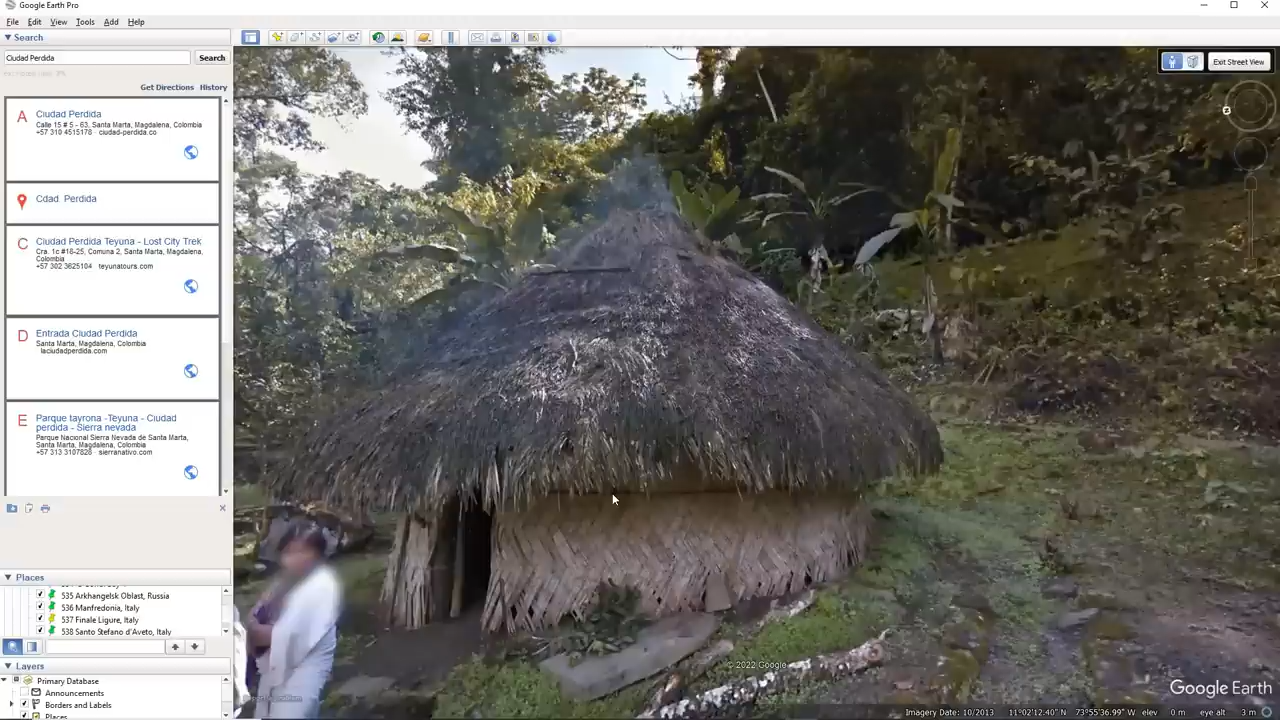 Google Earth Pro
File Edit View Tools Add Help
Search
Ciudad Perdida
Search
Get Directions History
A Ciudad Perdida
Calle 15 # 5 - 63, Santa Marta, Magdalena, Colombia
+57 310 4515178 · ciudad-perdida.co
Cdad. Perdida
C Ciudad Perdida Teyuna - Lost City Trek
Cra. 1c #18-25, Comuna 2, Santa Marta, Magdalena,
Colombia
+57 302 3625104 · teyunatours.com
D Entrada Ciudad Perdida
Santa Marta, Magdalena, Colombia
laciudadperdida.com
E Parque tayrona -Teyuna - Ciudad
perdida - Sierra nevada
Parque Nacional Sierra Nevada de Santa Marta,
Santa Marta, Magdalena, Colombia
+57 313 3107828 · sierranativo.com
Places
535 Arkhangelsk Oblast, Russia
536 Manfredonia, Italy
537 Finale Ligure, Italy
538 Santo Stefano d'Aveto, Italy
Layers
Primary Database
Announcements
Borders and Labels
Places
Exit Street View
© 2022 Google
Google Earth
Imagery Date: 10/2013 11°02'12.40" N 73°55'36.99" W elev 0 m eye alt 3 m